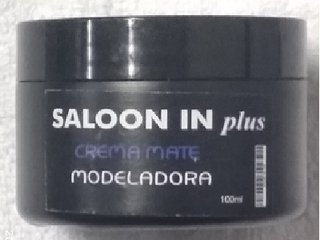 SALOON IN plus
CREMA MATE
MODELADORA
100ml